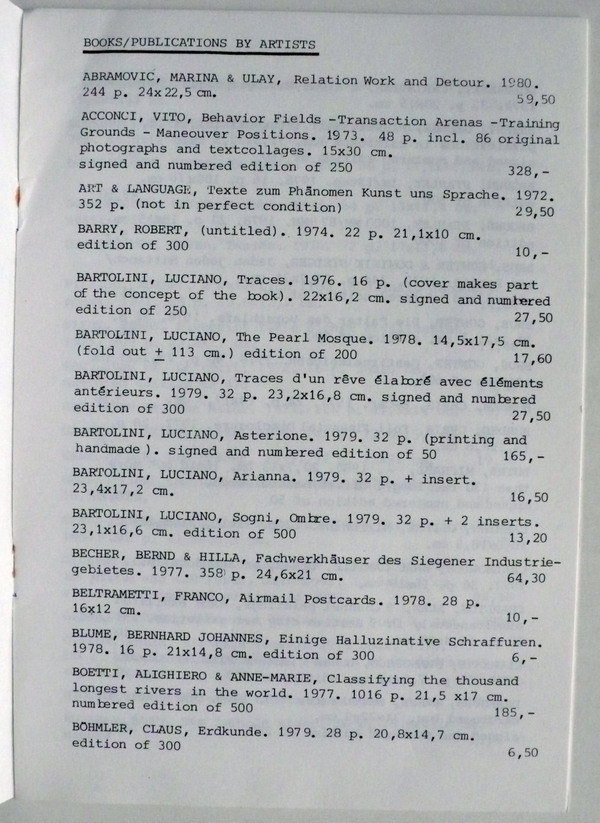 BOOKS/PUBLICATIONS BY ARTISTS
ABRAMOVIC, MARINA & ULAY, Relation Work and Detour. 1980.
244 p. 24x22,5 cm. 59,50
ACCONCI, VITO, Behavior Fields -Transaction Arenas -Training
Grounds - Maneouver Positions. 1973. 48 p. incl. 86 original
photographs and textcollages. 15x30 cm.
signed and numbered edition of 250 328,-
ART & LANGUAGE, Texte zum Phänomen Kunst uns Sprache. 1972.
352 p. (not in perfect condition) 29,50
BARRY, ROBERT, (untitled). 1974. 22 p. 21,1x10 cm.
edition of 300 10,-
BARTOLINI, LUCIANO, Traces. 1976. 16 p. (cover makes part
of the concept of the book). 22x16,2 cm. signed and numbered
edition of 250 27,50
BARTOLINI, LUCIANO, The Pearl Mosque. 1978. 14,5x17,5 cm.
(fold out ± 113 cm.) edition of 200 17,60
BARTOLINI, LUCIANO, Traces d'un rêve élaboré avec éléments
antérieurs. 1979. 32 p. 23,2x16,8 cm. signed and numbered
edition of 300 27,50
BARTOLINI, LUCIANO, Asterione. 1979. 32 p. (printing and
handmade ). signed and numbered edition of 50 165,-
BARTOLINI, LUCIANO, Arianna. 1979. 32 p. + insert.
23,4x17,2 cm. 16,50
BARTOLINI, LUCIANO, Sogni, Ombre. 1979. 32 p. + 2 inserts.
23,1x16,6 cm. edition of 500 13,20
BECHER, BERND & HILLA, Fachwerkhäuser des Siegener Industrie-
gebietes. 1977. 358 p. 24,6x21 cm. 64,30
BELTRAMETTI, FRANCO, Airmail Postcards. 1978. 28 p.
16x12 cm. 10,-
BLUME, BERNHARD JOHANNES, Einige Halluzinative Schraffuren.
1978. 16 p. 21x14,8 cm. edition of 300 6,-
BOETTI, ALIGHIERO & ANNE-MARIE, Classifying the thousand
longest rivers in the world. 1977. 1016 p. 21,5 x17 cm.
numbered edition of 500 185,-
BÖHMLER, CLAUS, Erdkunde. 1979. 28 p. 20,8x14,7 cm.
edition of 300 6,50